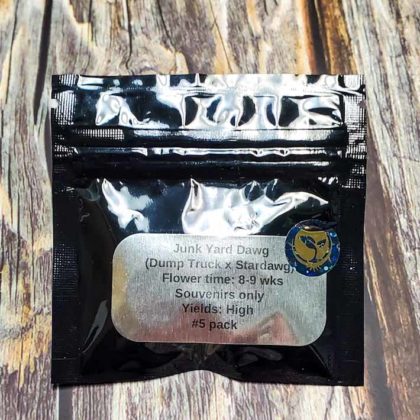 Junk Yard Dawg
(Dump Truck x Stardawg)
Flower time: 8-9 wks
Souvenirs only
Yields: High
#5 pack